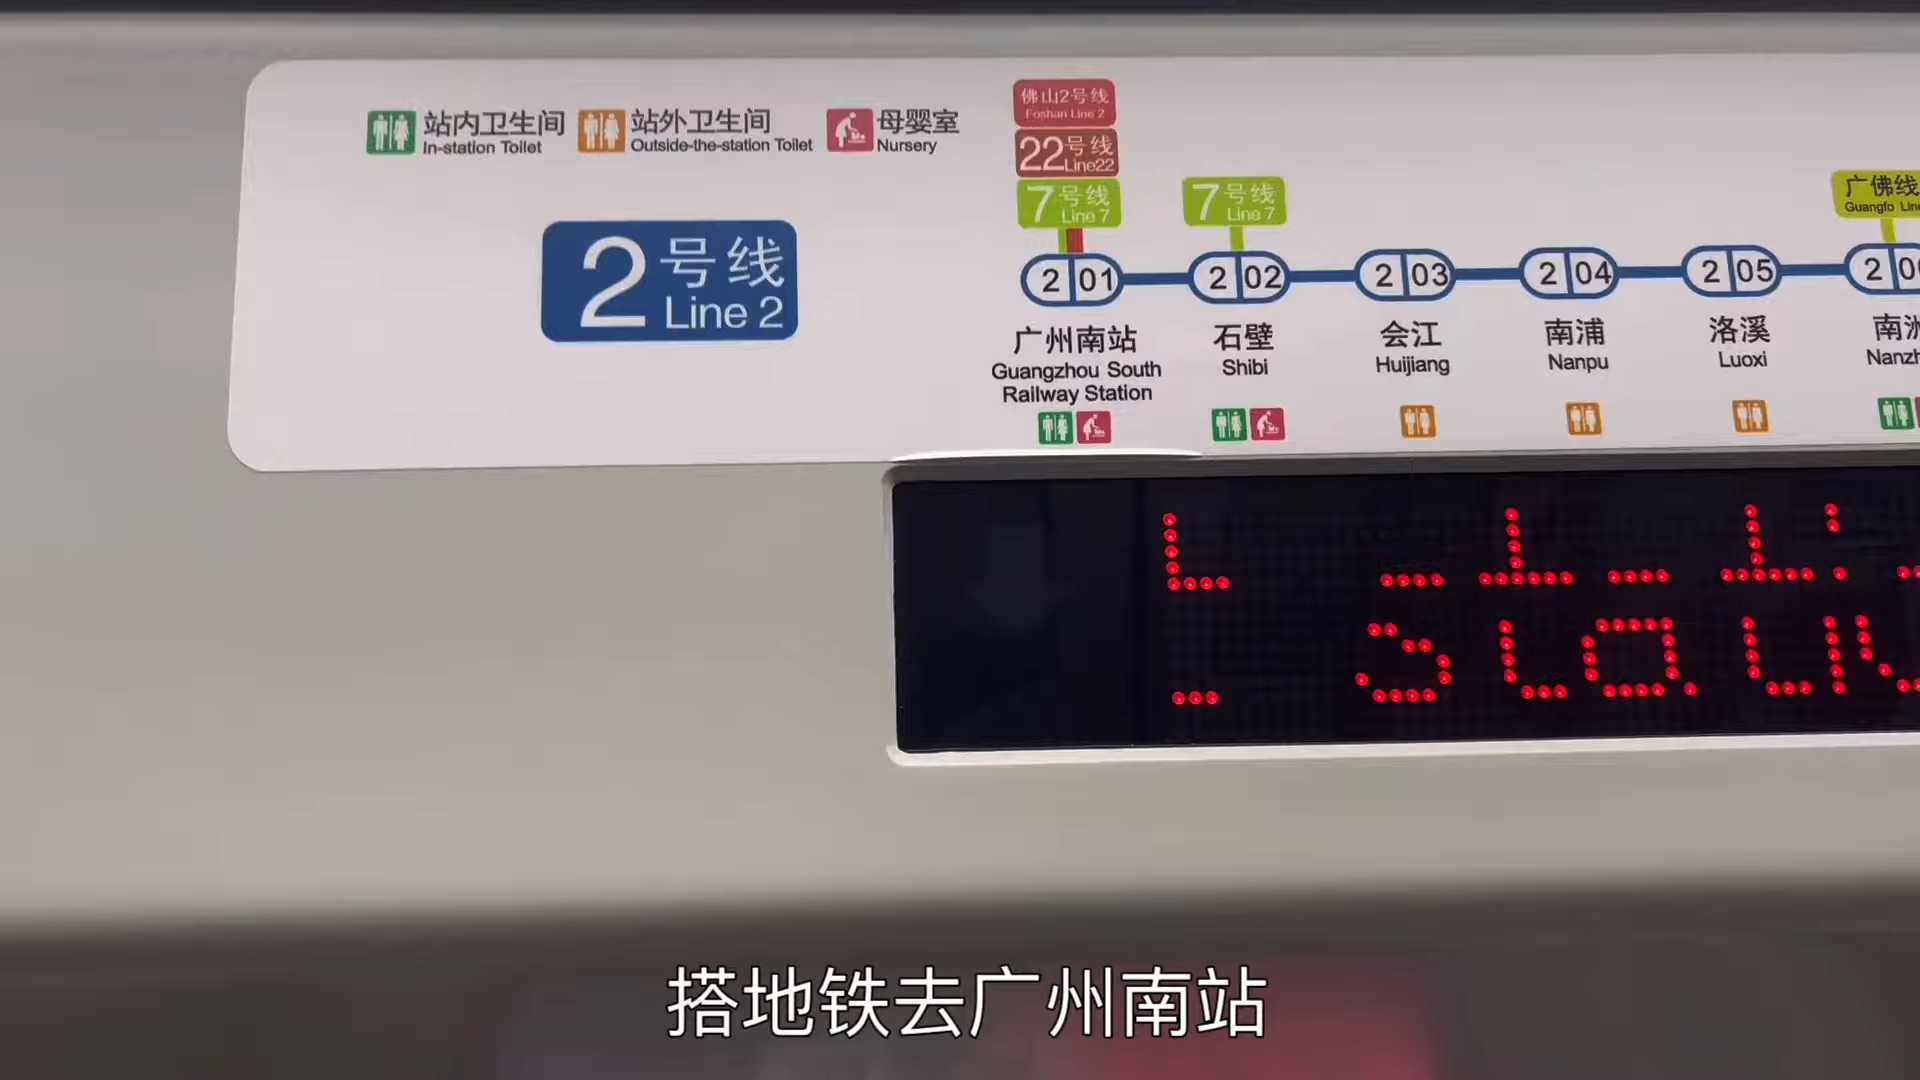 站内卫生间
In-station Toilet
站外卫生间
Outside-the-station Toilet
母婴室
Nursery
佛山2号线
Foshan Line 2
22号线
Line22
7号线
Line 7
7号线
Line 7
广佛线
Guangfo
2号线
Line 2
2 01
2 02
2 03
2 04
2 05
2
广州南站
Guangzhou South
Railway Station
石壁
Shibi
会江
Huijiang
南浦
Nanpu
洛溪
Luoxi
南洲
搭地铁去广州南站